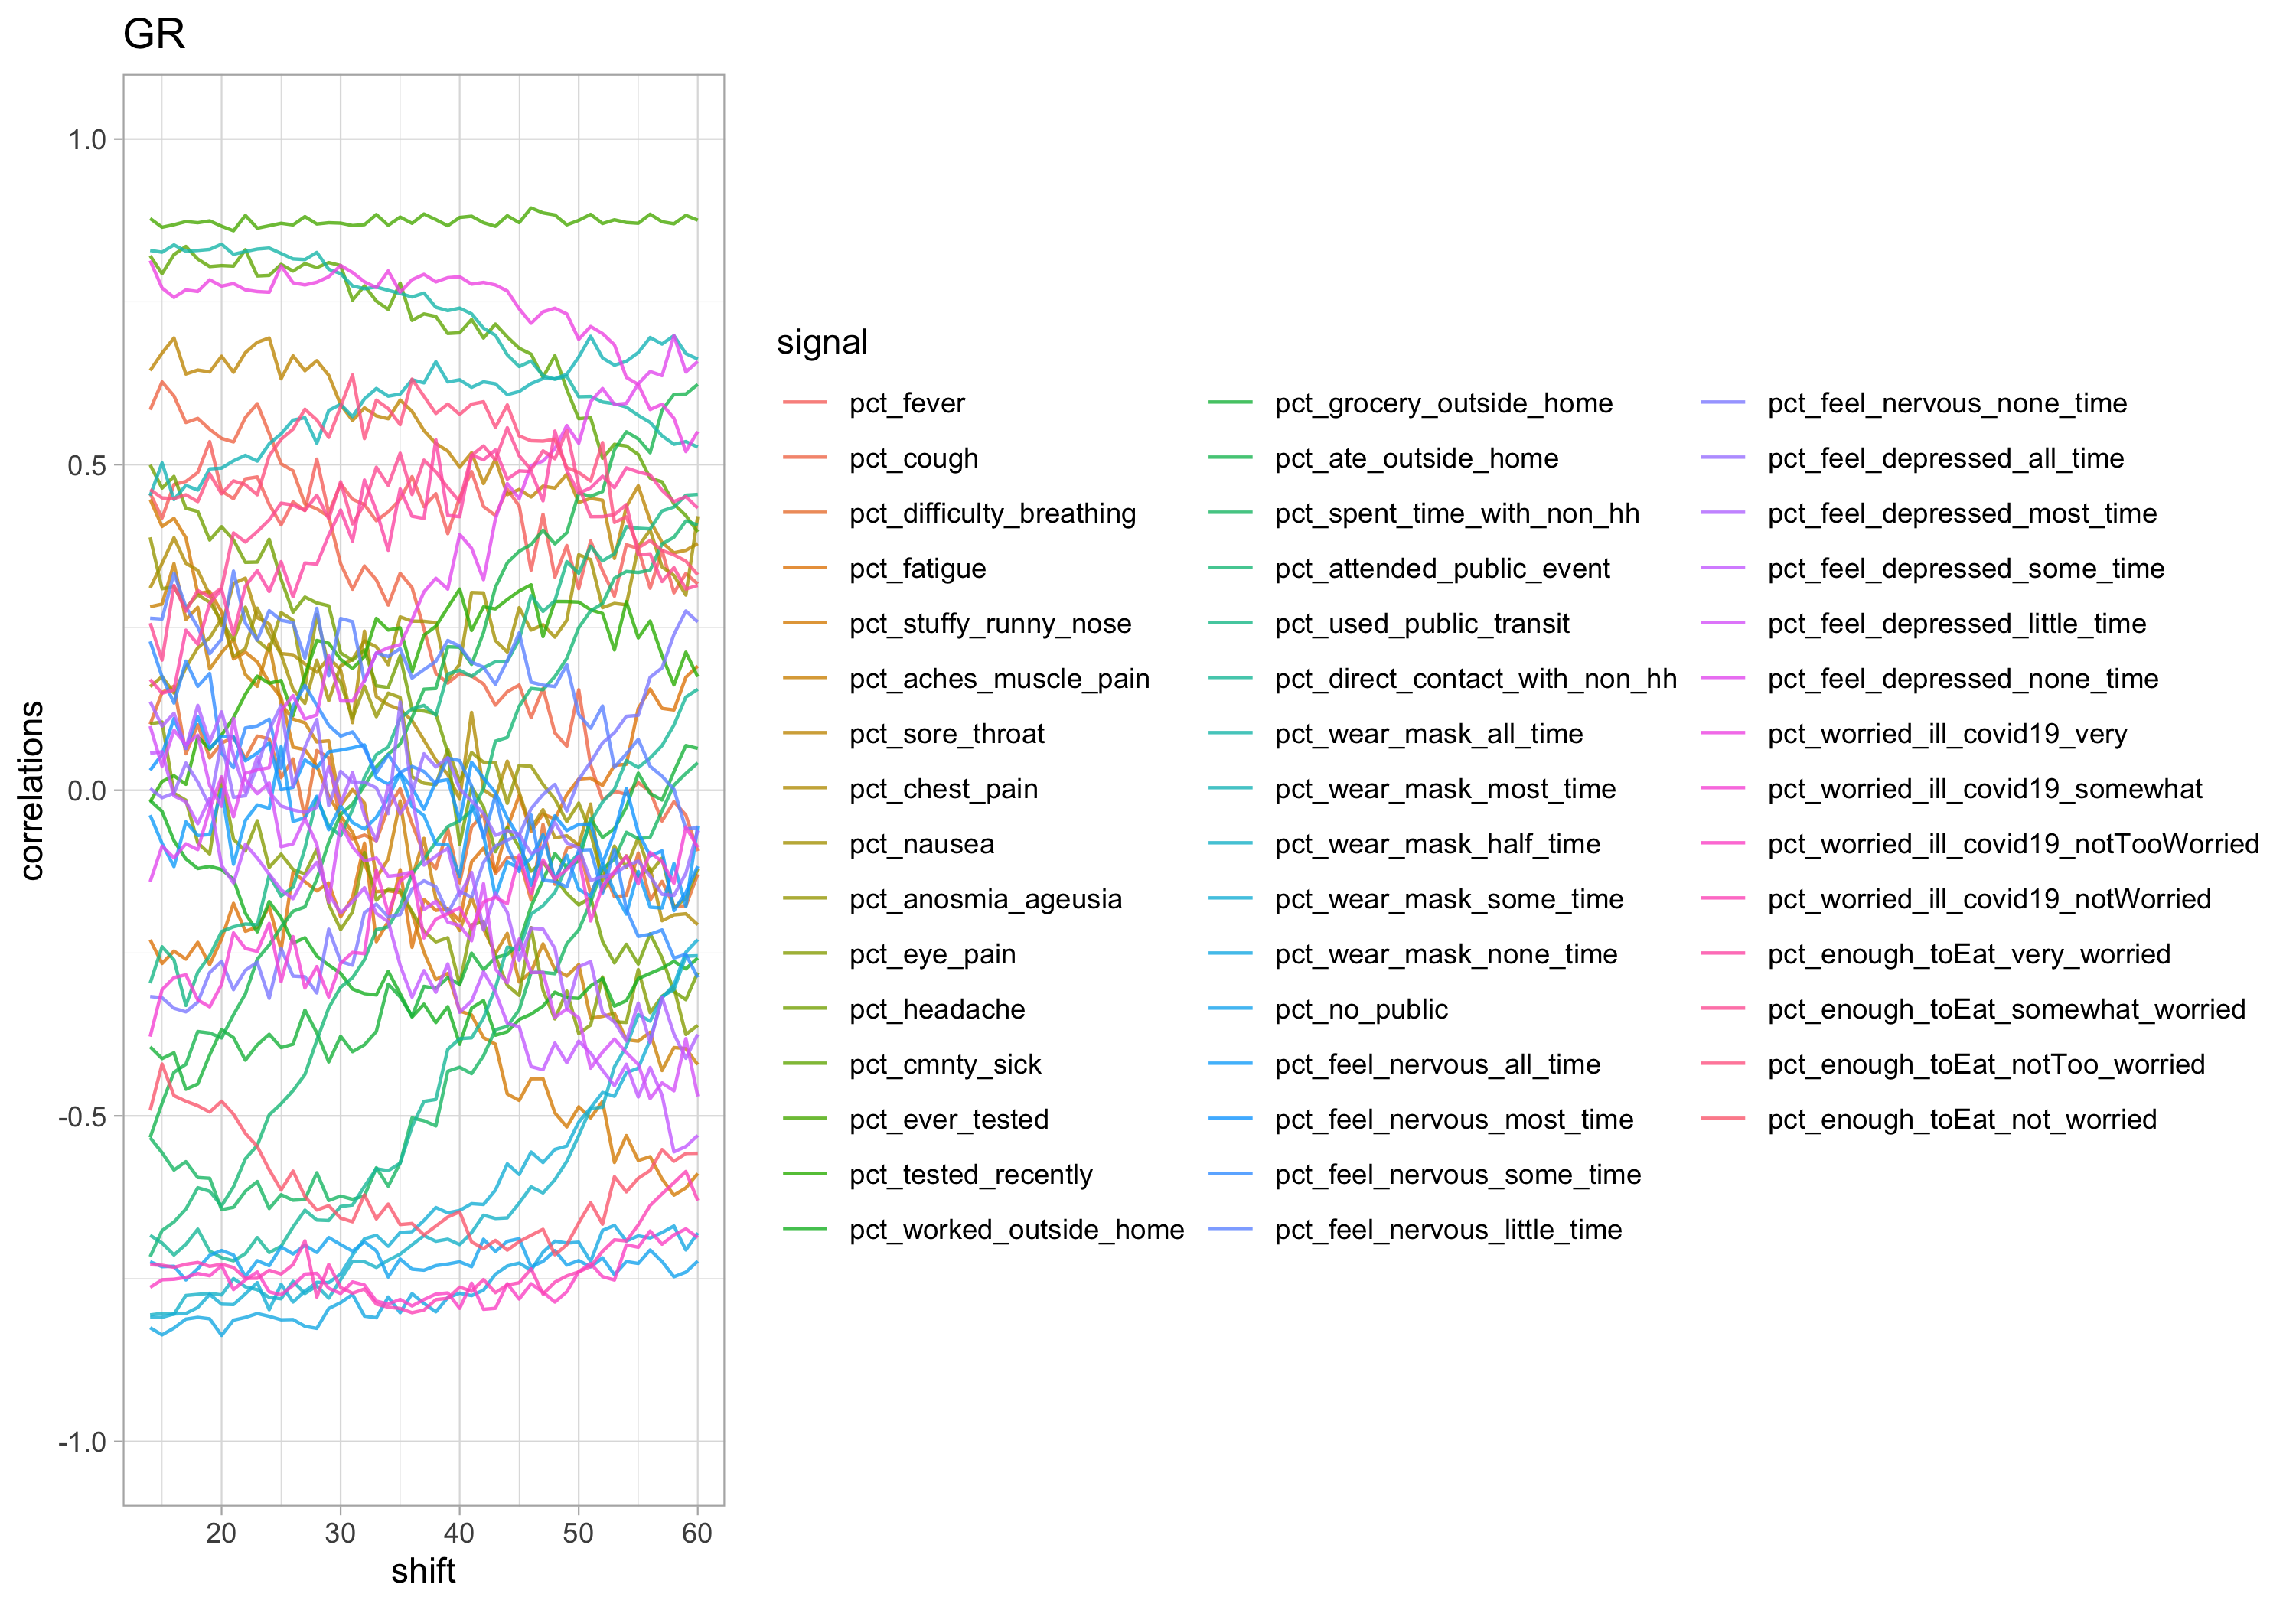 GR
1.0
0.5
0.0
-0.5
-1.0
correlations
20 30 40 50 60
shift
signal
pct_fever
pct_cough
pct_difficulty_breathing
pct_fatigue
pct_stuffy_runny_nose
pct_aches_muscle_pain
pct_sore_throat
pct_chest_pain
pct_nausea
pct_anosmia_ageusia
pct_eye_pain
pct_headache
pct_cmnty_sick
pct_ever_tested
pct_tested_recently
pct_worked_outside_home
pct_grocery_outside_home
pct_ate_outside_home
pct_spent_time_with_non_hh
pct_attended_public_event
pct_used_public_transit
pct_direct_contact_with_non_hh
pct_wear_mask_all_time
pct_wear_mask_most_time
pct_wear_mask_half_time
pct_wear_mask_some_time
pct_wear_mask_none_time
pct_no_public
pct_feel_nervous_all_time
pct_feel_nervous_most_time
pct_feel_nervous_some_time
pct_feel_nervous_little_time
pct_feel_nervous_none_time
pct_feel_depressed_all_time
pct_feel_depressed_most_time
pct_feel_depressed_some_time
pct_feel_depressed_little_time
pct_feel_depressed_none_time
pct_worried_ill_covid19_very
pct_worried_ill_covid19_somewhat
pct_worried_ill_covid19_notTooWorried
pct_worried_ill_covid19_notWorried
pct_enough_toEat_very_worried
pct_enough_toEat_somewhat_worried
pct_enough_toEat_notToo_worried
pct_enough_toEat_not_worried